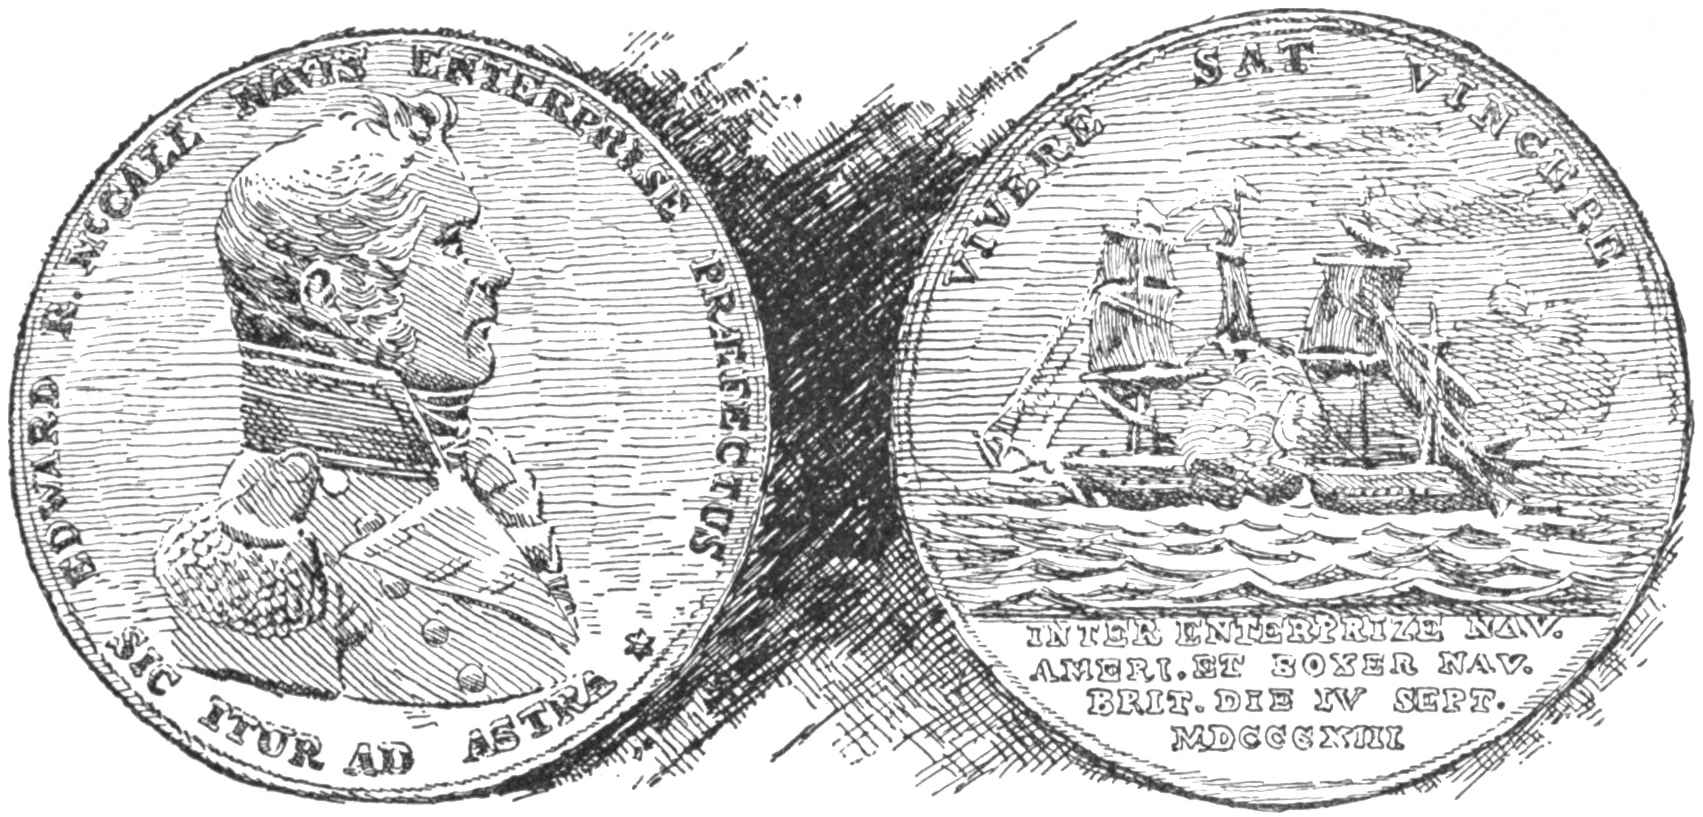 EDWARD R. McCALL NAVIS ENTERPRISE PRAEFECTUS
SIC ITUR AD ASTRA
VIVERE SAT VINCERE
INTER ENTERPRIZE NAV.
AMERI. ET BOXER NAV.
BRIT. DIE IV SEPT.
MDCCCXIII